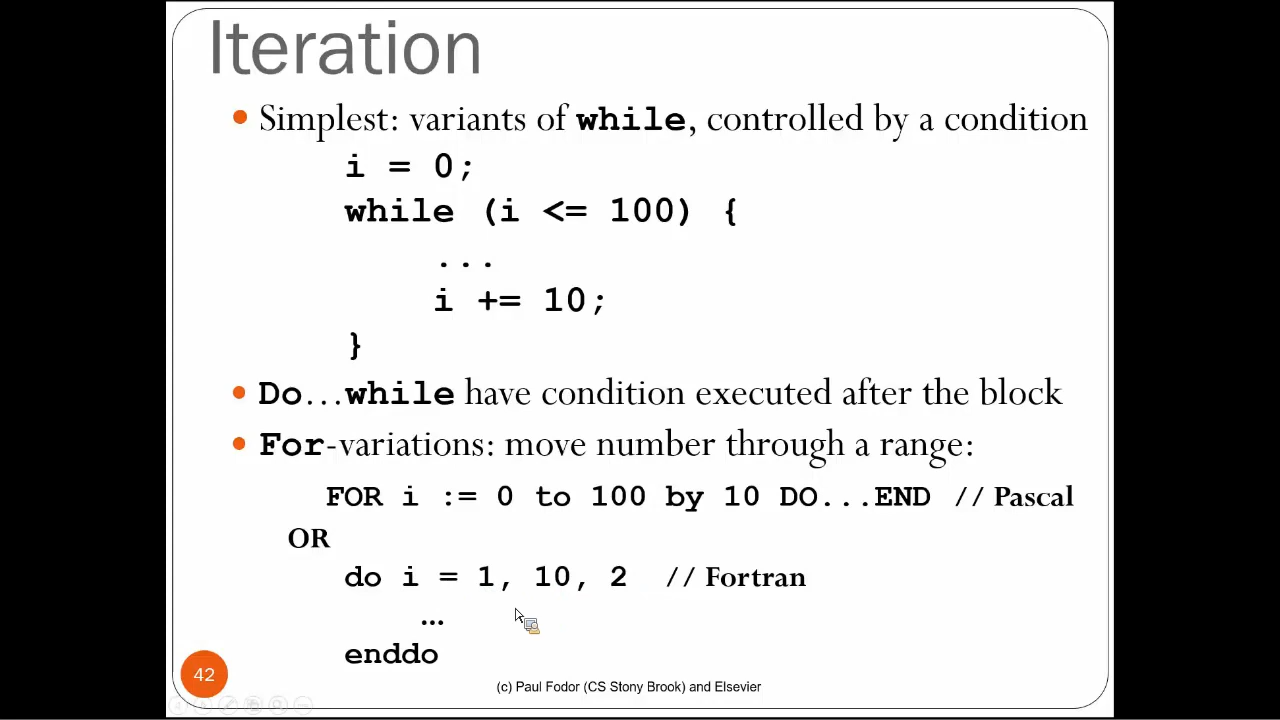 Iteration
Simplest: variants of while, controlled by a condition
i = 0;
while (i <= 100) {
...
i += 10;
}
Do…while have condition executed after the block
For-variations: move number through a range:
FOR i := 0 to 100 by 10 DO...END // Pascal
OR
do i = 1, 10, 2 // Fortran
…
enddo
42
(c) Paul Fodor (CS Stony Brook) and Elsevier